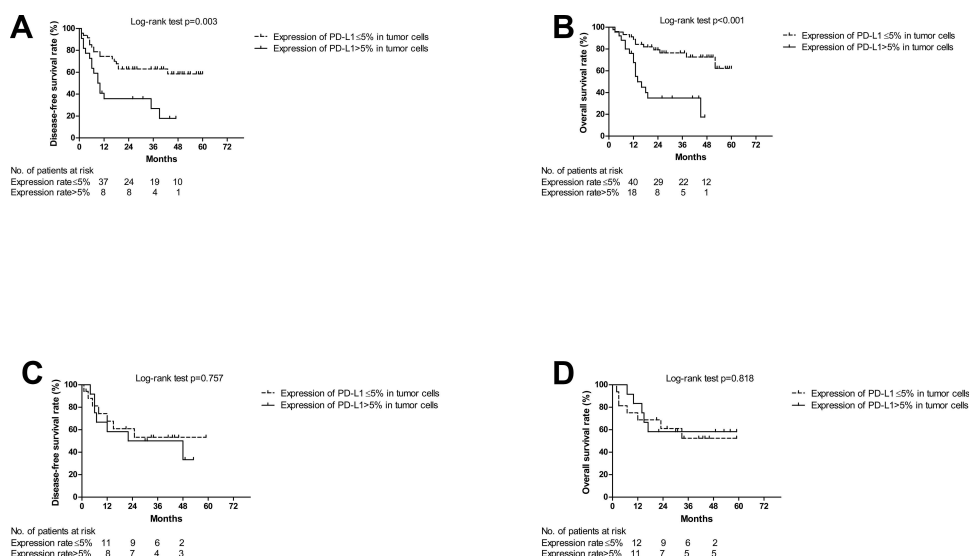 A
Log-rank test p=0.003
Disease-free survival rate (%)
100
80
60
40
20
0
0 12 24 36 48 60 72
Months
Expression of PD-L1≤5% in tumor cells
Expression of PD-L1>5% in tumor cells
No. of patients at risk
Expression rate≤5% 37 24 19 10
Expression rate>5% 8 8 4 1
B
Log-rank test p<0.001
Overall survival rate (%)
100
80
60
40
20
0
0 12 24 36 48 60 72
Months
Expression of PD-L1≤5% in tumor cells
Expression of PD-L1>5% in tumor cells
No. of patients at risk
Expression rate≤5% 40 29 22 12
Expression rate>5% 18 8 5 1
C
Log-rank test p=0.757
Disease-free survival rate (%)
100
80
60
40
20
0
0 12 24 36 48 60 72
Months
Expression of PD-L1≤5% in tumor cells
Expression of PD-L1>5% in tumor cells
No. of patients at risk
Expression rate≤5% 11 9 6 2
Expression rate>5% 8 7 4 3
D
Log-rank test p=0.818
Overall survival rate (%)
100
80
60
40
20
0
0 12 24 36 48 60 72
Months
Expression of PD-L1≤5% in tumor cells
Expression of PD-L1>5% in tumor cells
No. of patients at risk
Expression rate≤5% 12 9 6 2
Expression rate>5% 11 7 5 5